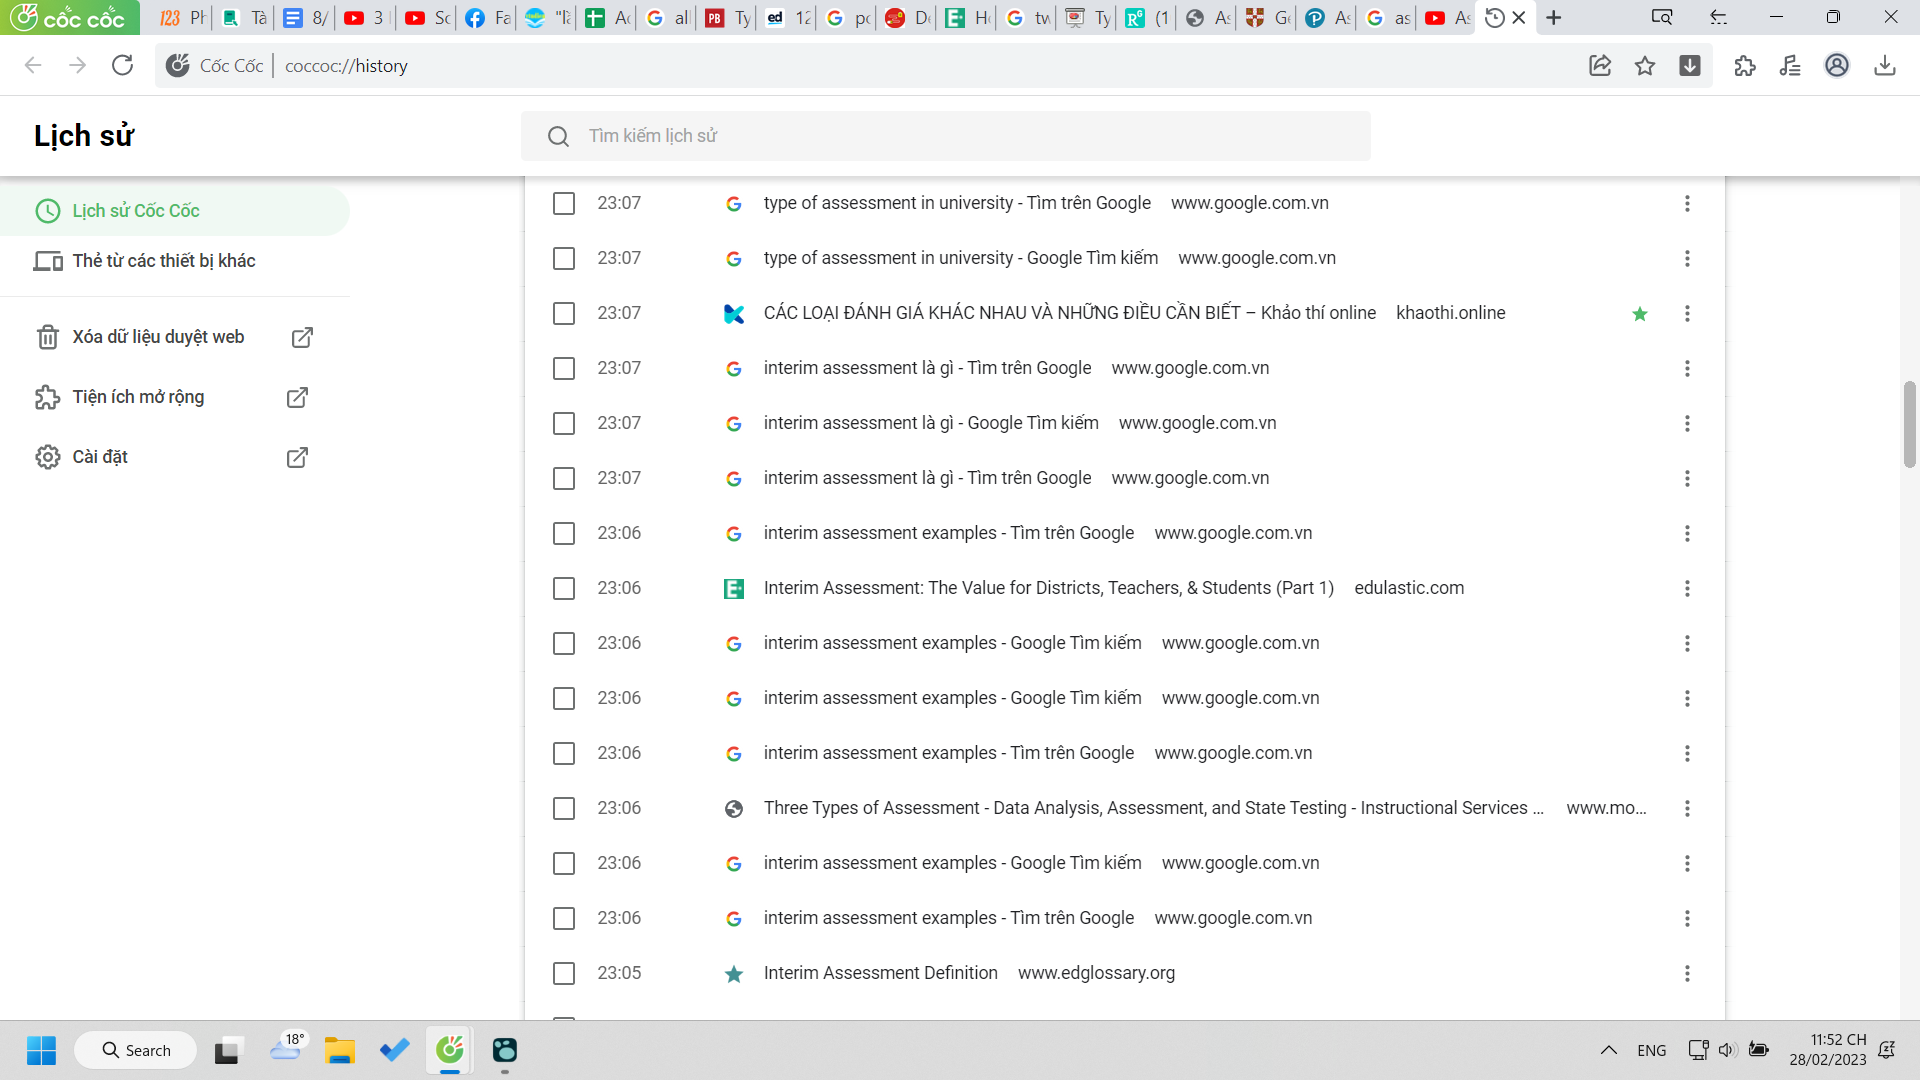 cốc cốc 123 Ph Tà 8/ 3 Sc Fa "là Ac all Ty ed 12 pc De Ho tw Ty (1 As Ge As as As
Cốc Cốc coccoc://history
Lịch sử
Tìm kiếm lịch sử
Lịch sử Cốc Cốc
Thẻ từ các thiết bị khác
Xóa dữ liệu duyệt web
Tiện ích mở rộng
Cài đặt
23:07 type of assessment in university - Tìm trên Google www.google.com.vn
23:07 type of assessment in university - Google Tìm kiếm www.google.com.vn
23:07 CÁC LOẠI ĐÁNH GIÁ KHÁC NHAU VÀ NHỮNG ĐIỀU CẦN BIẾT – Khảo thí online khaothi.online
23:07 interim assessment là gì - Tìm trên Google www.google.com.vn
23:07 interim assessment là gì - Google Tìm kiếm www.google.com.vn
23:07 interim assessment là gì - Tìm trên Google www.google.com.vn
23:06 interim assessment examples - Tìm trên Google www.google.com.vn
23:06 Interim Assessment: The Value for Districts, Teachers, & Students (Part 1) edulastic.com
23:06 interim assessment examples - Google Tìm kiếm www.google.com.vn
23:06 interim assessment examples - Google Tìm kiếm www.google.com.vn
23:06 interim assessment examples - Tìm trên Google www.google.com.vn
23:06 Three Types of Assessment - Data Analysis, Assessment, and State Testing - Instructional Services ... www.mo...
23:06 interim assessment examples - Google Tìm kiếm www.google.com.vn
23:06 interim assessment examples - Tìm trên Google www.google.com.vn
23:05 Interim Assessment Definition www.edglossary.org
Search
18°
ENG
11:52 CH
28/02/2023